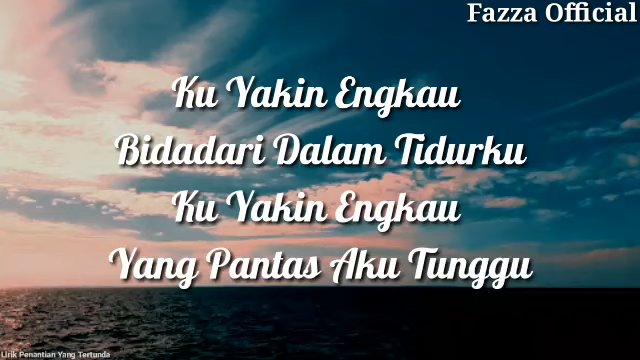 Fazza Official
Ku Yakin Engkau
Bidadari Dalam Tidurku
Ku Yakin Engkau
Yang Pantas Aku Tunggu
Lirik Penantian Yang Tertunda